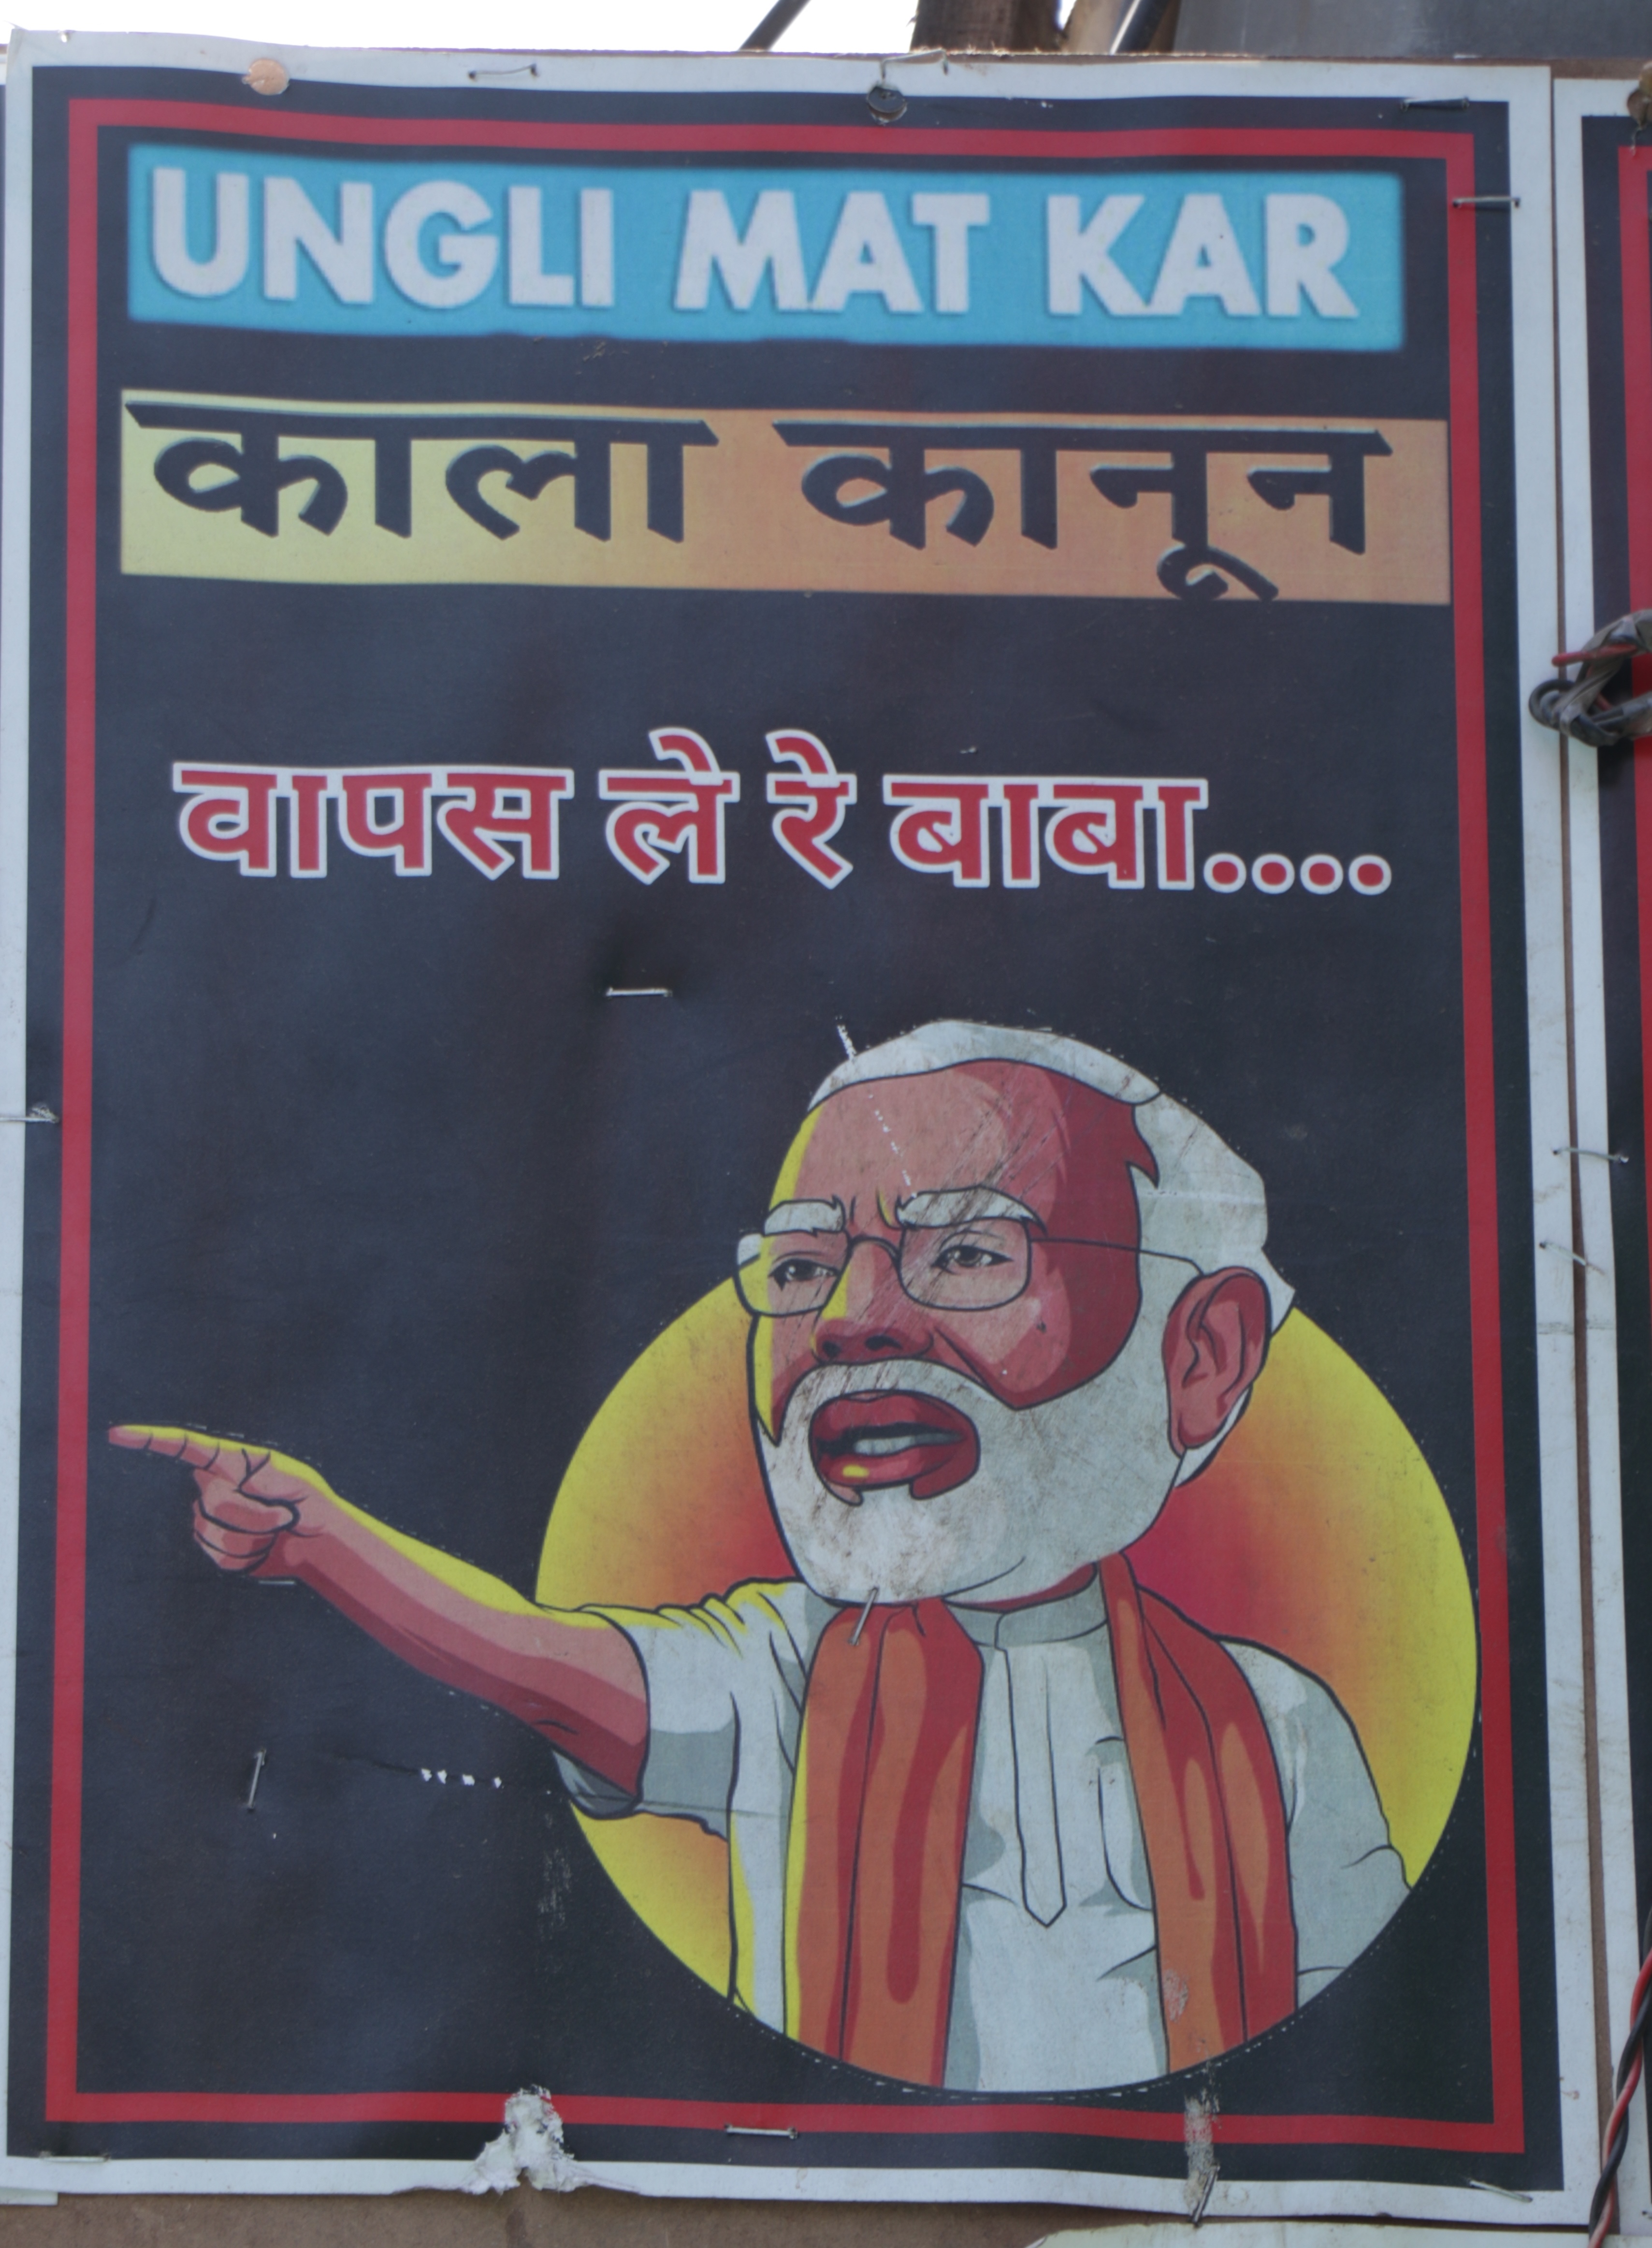 UNGLI MAT KAR
काला कानून
वापस ले रे बाबा....